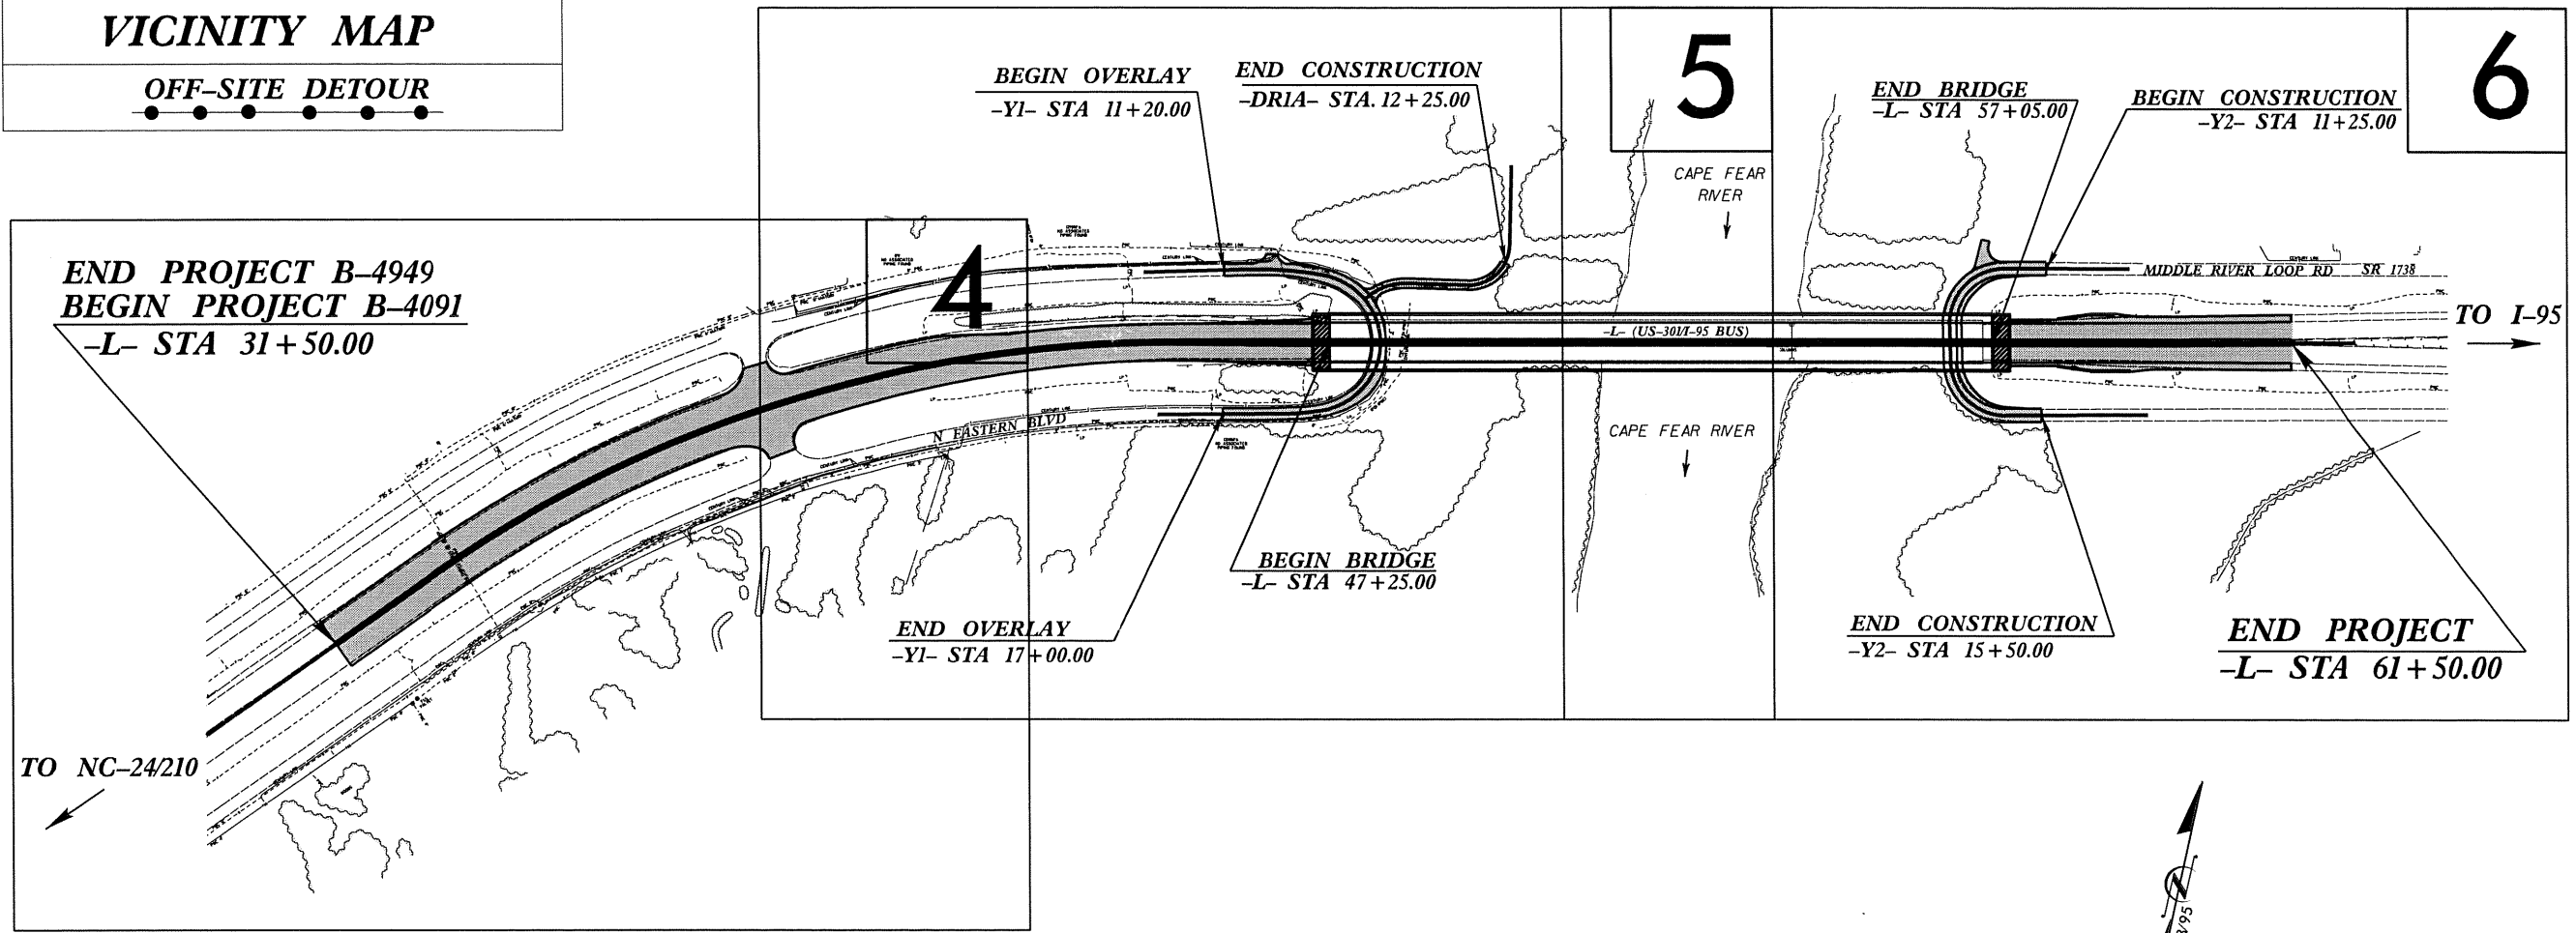 VICINITY MAP
OFF-SITE DETOUR
BEGIN OVERLAY
-Y1- STA 11+20.00
END CONSTRUCTION
-DR1A- STA. 12+25.00
5
END BRIDGE
-L- STA 57+05.00
BEGIN CONSTRUCTION
-Y2- STA 11+25.00
6
CAPE FEAR
RIVER
END PROJECT B-4949
BEGIN PROJECT B-4091
-L- STA 31+50.00
4
MIDDLE RIVER LOOP RD SR 1738
TO I-95
-L- (US-301/I-95 BUS)
N EASTERN BLVD
CAPE FEAR RIVER
BEGIN BRIDGE
-L- STA 47+25.00
END OVERLAY
-Y1- STA 17+00.00
END CONSTRUCTION
-Y2- STA 15+50.00
END PROJECT
-L- STA 61+50.00
TO NC-24/210